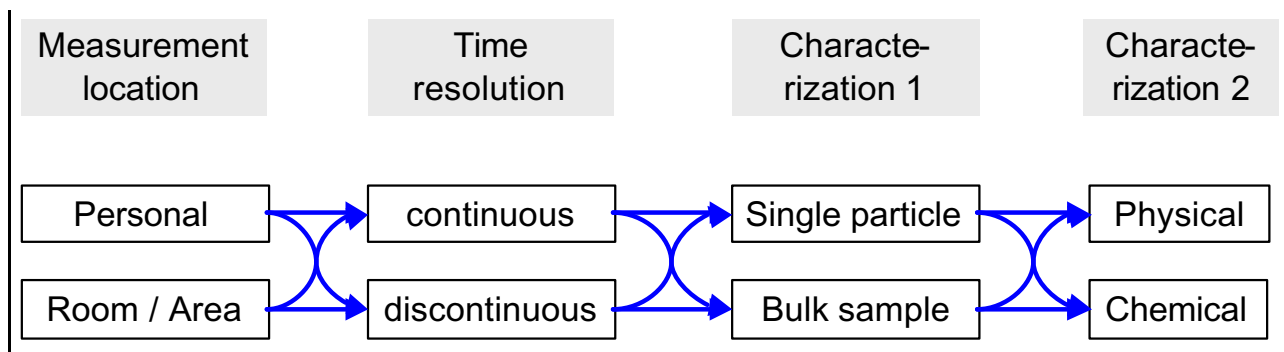 Measurement
location
Time
resolution
Characte-
rization 1
Characte-
rization 2
Personal
continuous
Single particle
Physical
Room / Area
discontinuous
Bulk sample
Chemical